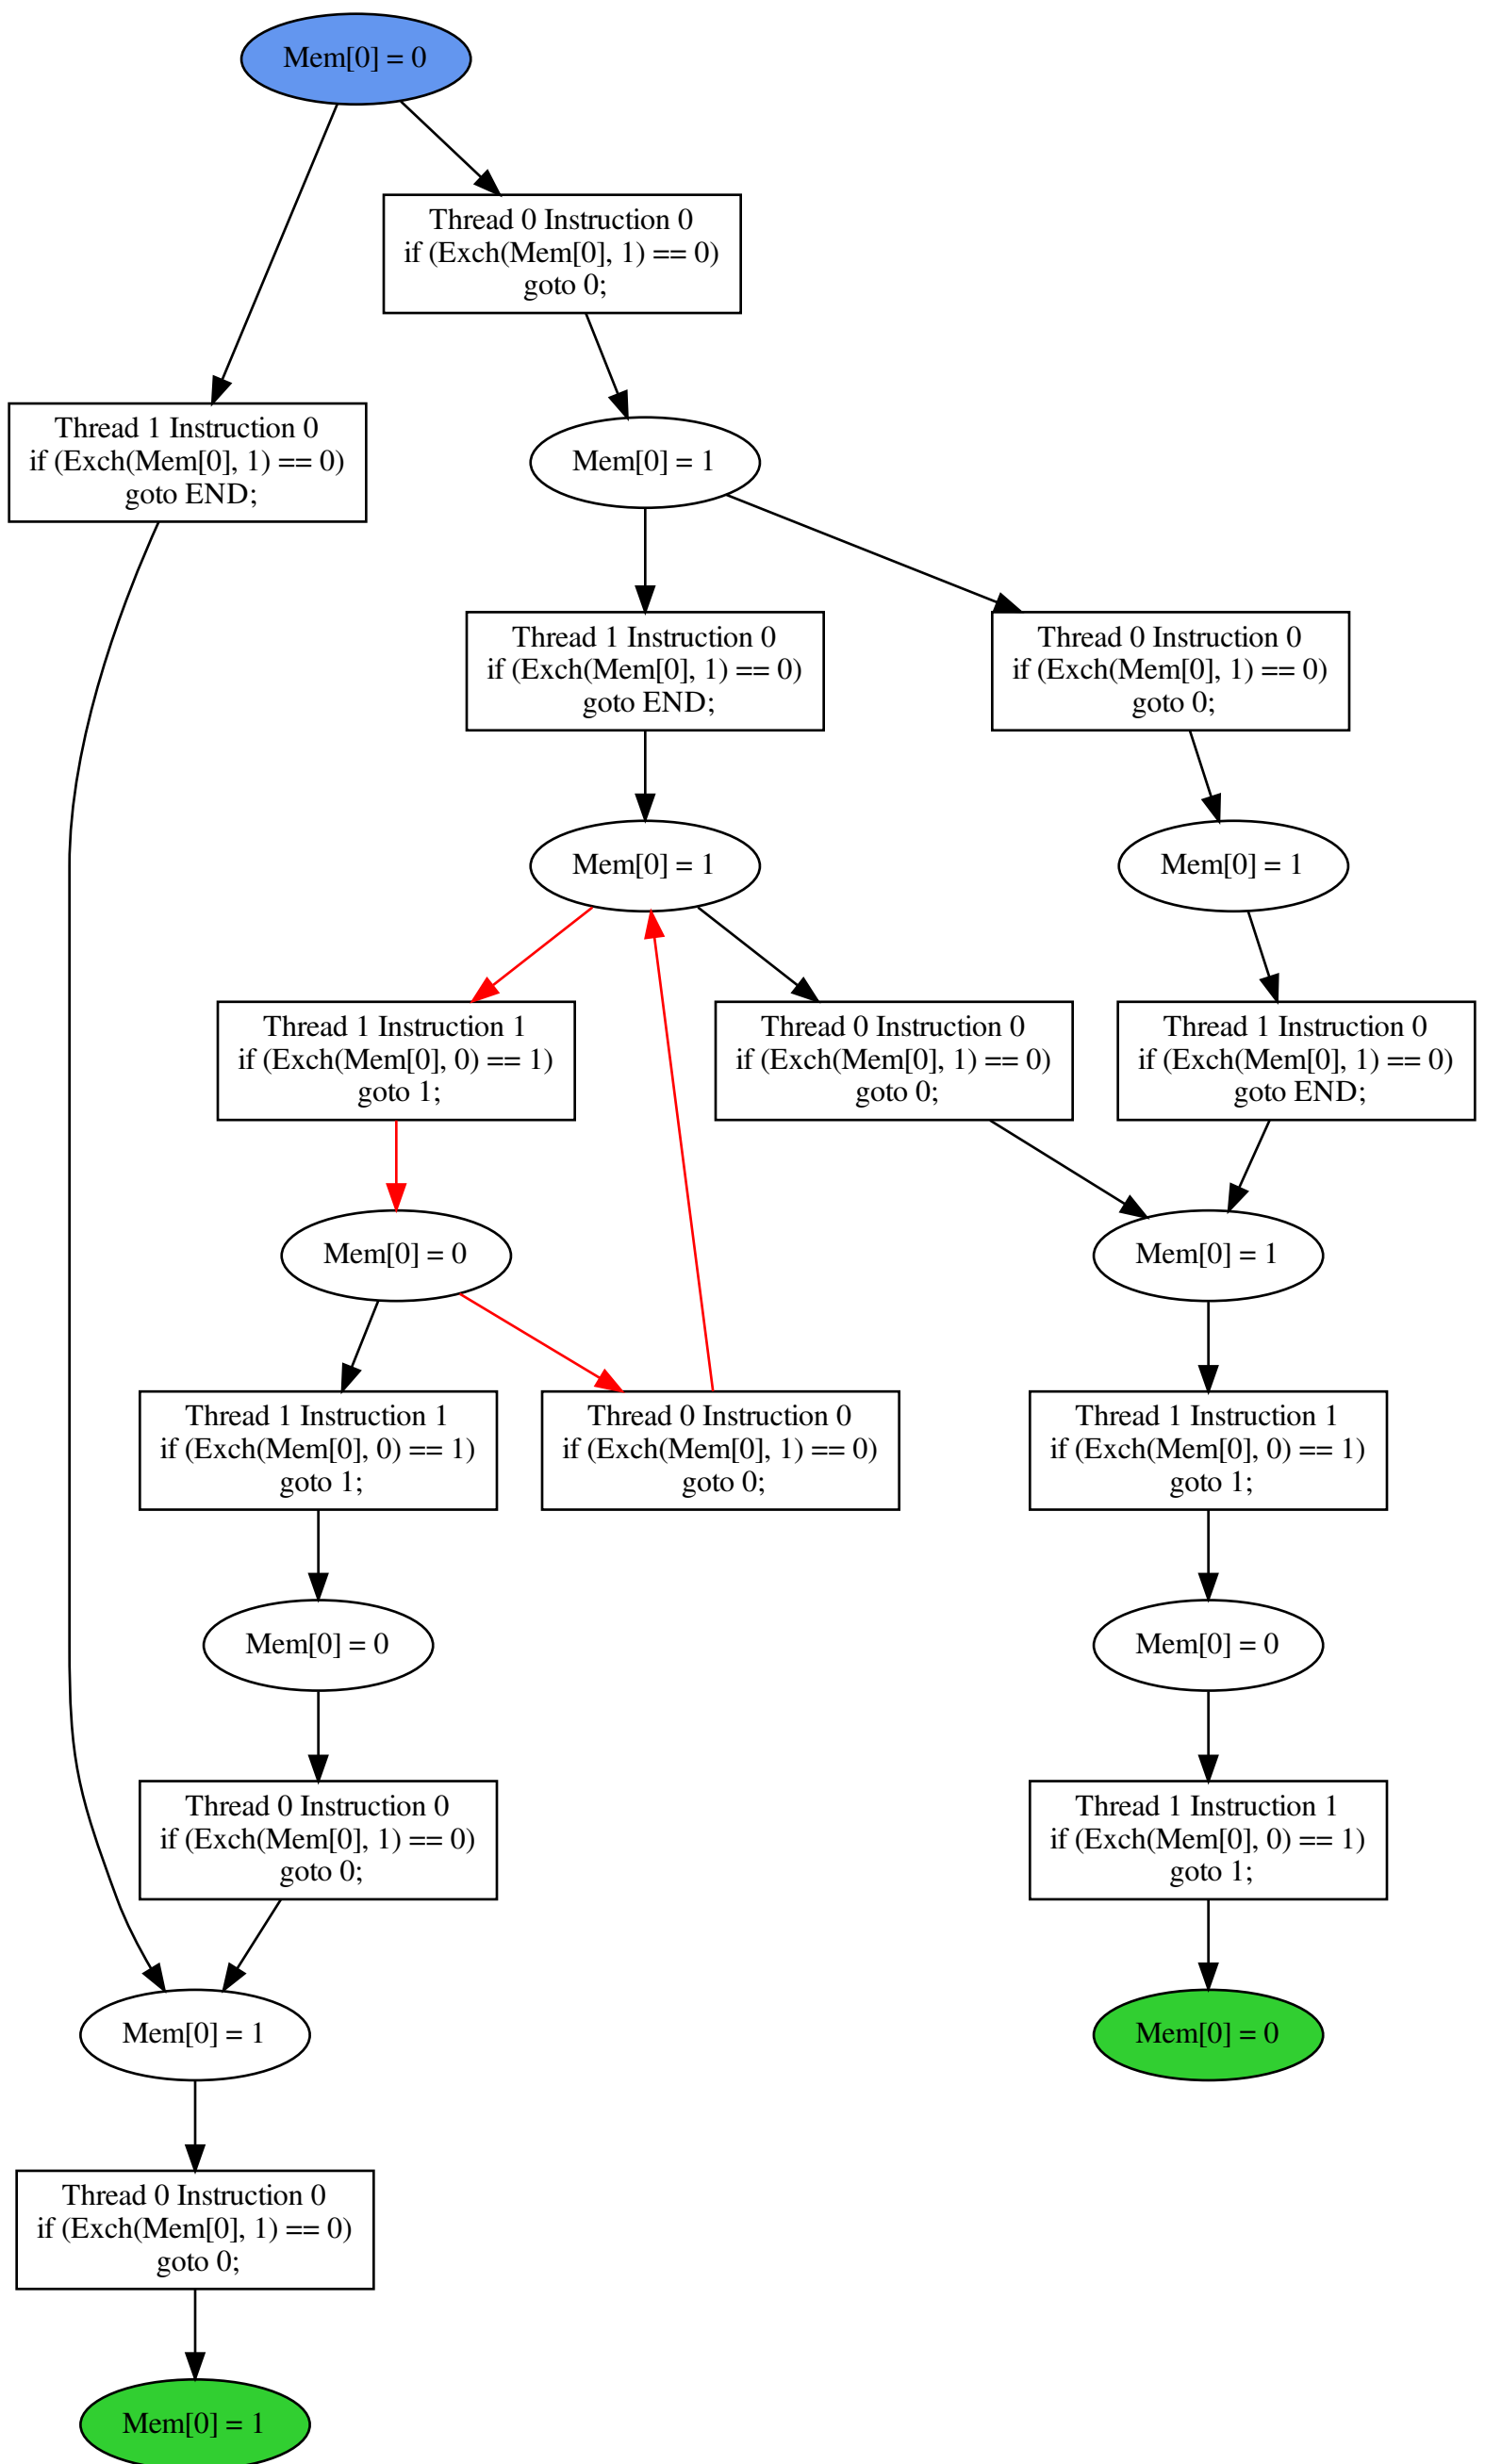 Mem[0] = 0
Thread 0 Instruction 0
if (Exch(Mem[0], 1) == 0)
goto 0;
Thread 1 Instruction 0
if (Exch(Mem[0], 1) == 0)
goto END;
Mem[0] = 1
Thread 1 Instruction 0
if (Exch(Mem[0], 1) == 0)
goto END;
Thread 0 Instruction 0
if (Exch(Mem[0], 1) == 0)
goto 0;
Mem[0] = 1
Mem[0] = 1
Thread 1 Instruction 1
if (Exch(Mem[0], 0) == 1)
goto 1;
Thread 0 Instruction 0
if (Exch(Mem[0], 1) == 0)
goto 0;
Thread 1 Instruction 0
if (Exch(Mem[0], 1) == 0)
goto END;
Mem[0] = 0
Mem[0] = 1
Thread 1 Instruction 1
if (Exch(Mem[0], 0) == 1)
goto 1;
Thread 0 Instruction 0
if (Exch(Mem[0], 1) == 0)
goto 0;
Thread 1 Instruction 1
if (Exch(Mem[0], 0) == 1)
goto 1;
Mem[0] = 0
Mem[0] = 0
Thread 0 Instruction 0
if (Exch(Mem[0], 1) == 0)
goto 0;
Thread 1 Instruction 1
if (Exch(Mem[0], 0) == 1)
goto 1;
Mem[0] = 1
Mem[0] = 0
Thread 0 Instruction 0
if (Exch(Mem[0], 1) == 0)
goto 0;
Mem[0] = 1